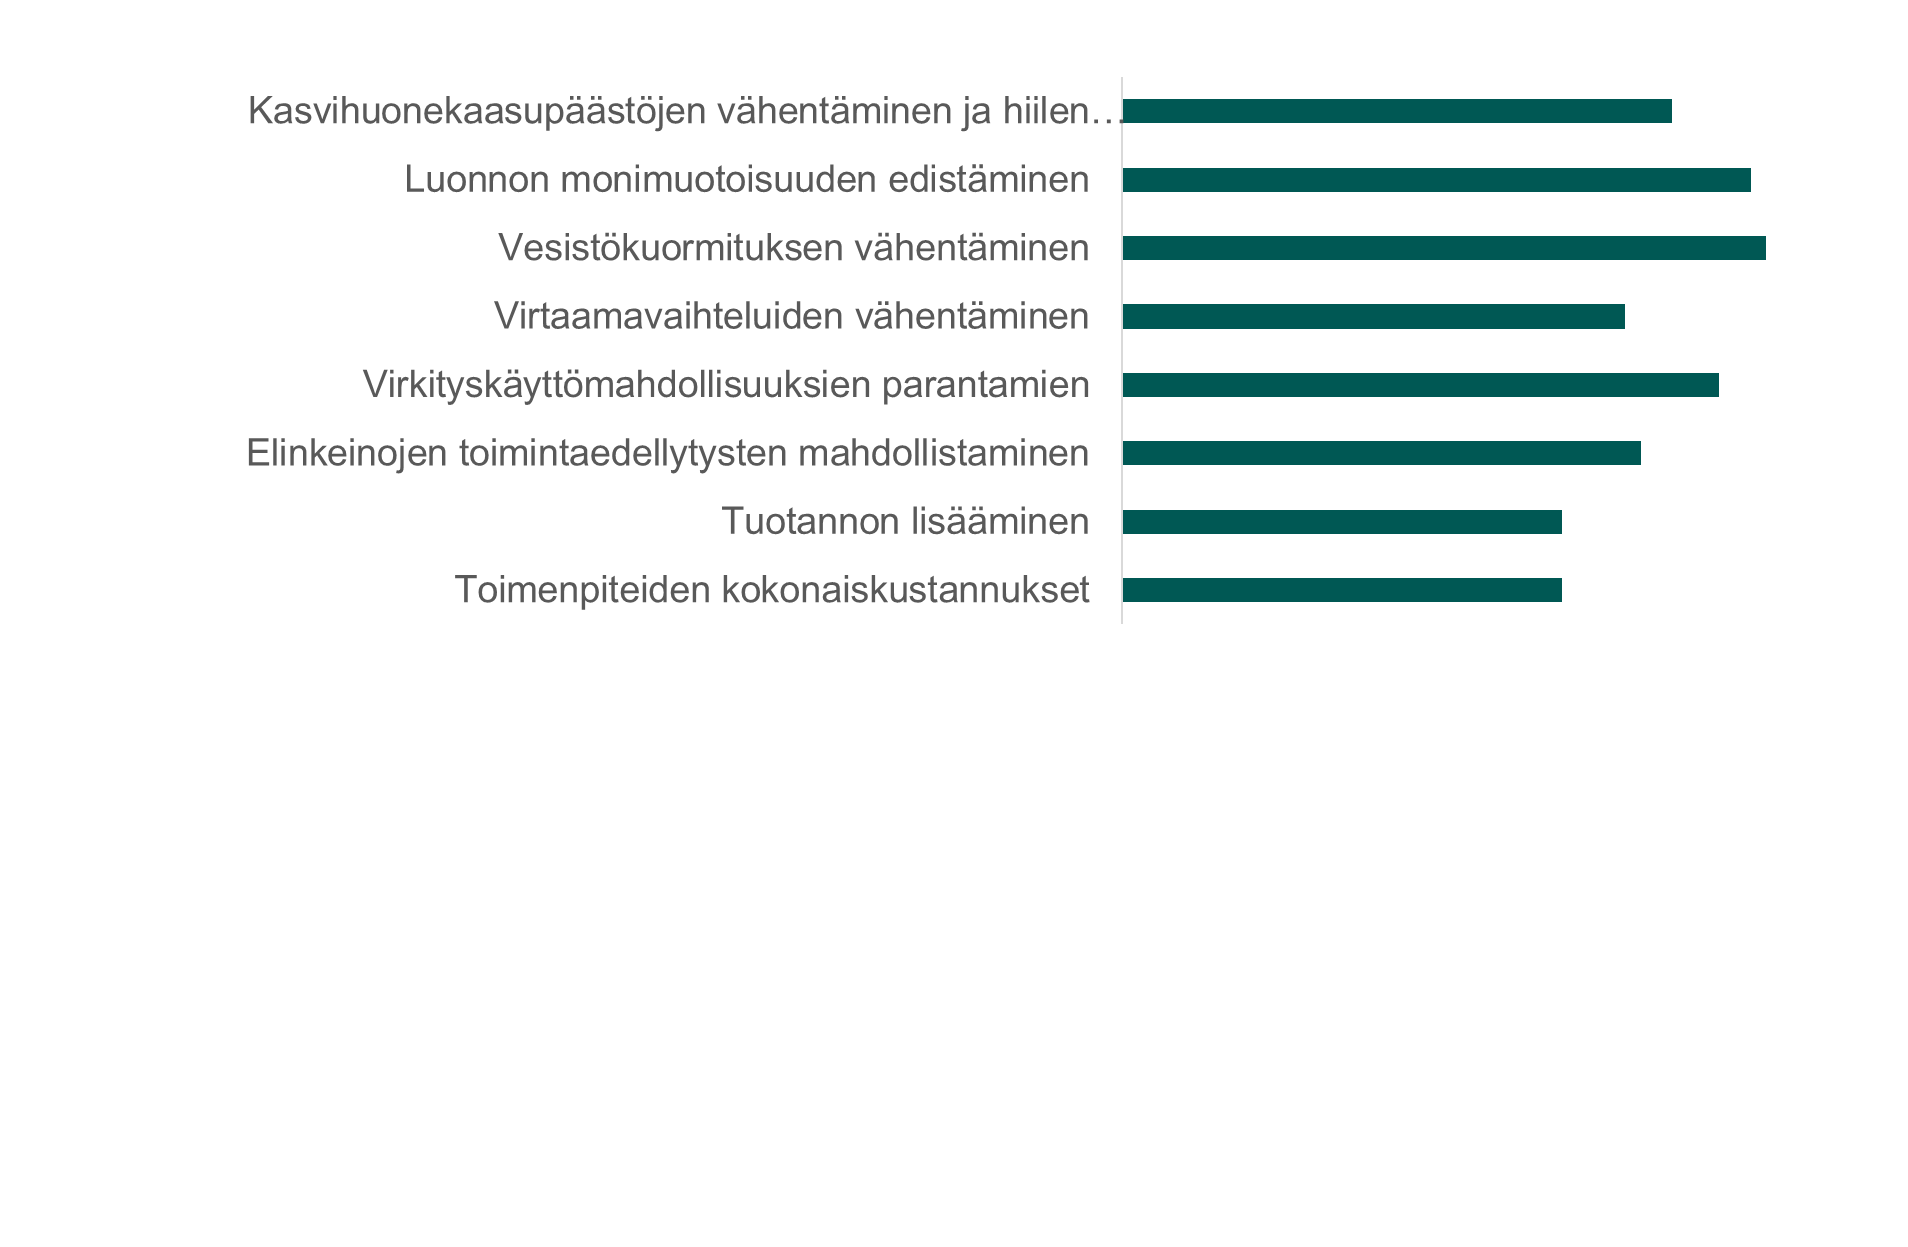 Kasvihuonekaasupäästöjen vähentäminen ja hiilen…
Luonnon monimuotoisuuden edistäminen
Vesistökuormituksen vähentäminen
Virtaamavaihteluiden vähentäminen
Virkityskäyttömahdollisuuksien parantamien
Elinkeinojen toimintaedellytysten mahdollistaminen
Tuotannon lisääminen
Toimenpiteiden kokonaiskustannukset